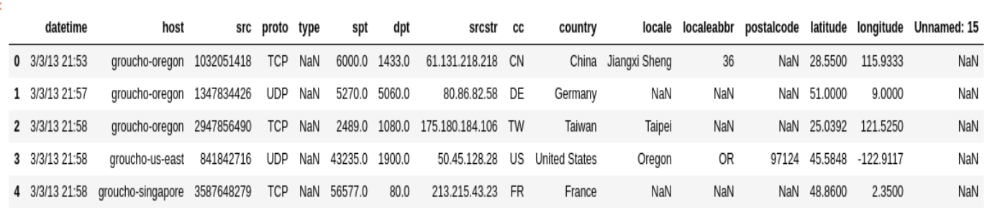 datetime host src proto type spt dpt srcstr cc country locale localeabbr postalcode latitude longitude Unnamed: 15
0 3/3/13 21:53 groucho-oregon 1032051418 TCP NaN 6000.0 1433.0 61.131.218.218 CN China Jiangxi Sheng 36 NaN 28.5500 115.9333 NaN
1 3/3/13 21:57 groucho-oregon 1347834426 UDP NaN 5270.0 5060.0 80.86.82.58 DE Germany NaN NaN NaN 51.0000 9.0000 NaN
2 3/3/13 21:58 groucho-oregon 2947856490 TCP NaN 2489.0 1080.0 175.180.184.106 TW Taiwan Taipei NaN NaN 25.0392 121.5250 NaN
3 3/3/13 21:58 groucho-us-east 841842716 UDP NaN 43235.0 1900.0 50.45.128.28 US United States Oregon OR 97124 45.5848 -122.9117 NaN
4 3/3/13 21:58 groucho-singapore 3587648279 TCP NaN 56577.0 80.0 213.215.43.23 FR France NaN NaN NaN 48.8600 2.3500 NaN